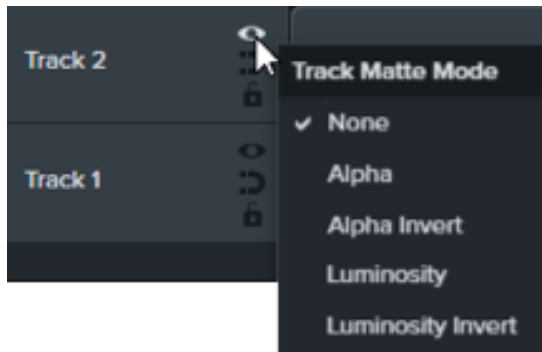 Track 2
Track 1
Track Matte Mode
None
Alpha
Alpha Invert
Luminosity
Luminosity Invert